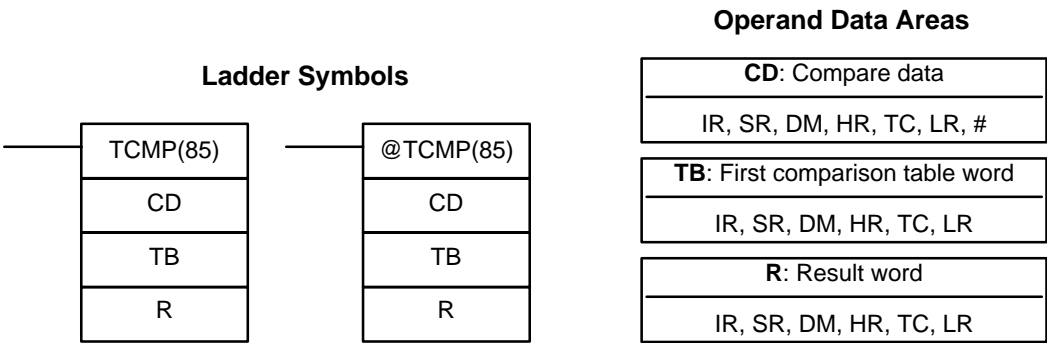 Ladder Symbols
TCMP(85)
CD
TB
R
@TCMP(85)
CD
TB
R
Operand Data Areas
CD: Compare data
IR, SR, DM, HR, TC, LR, #
TB: First comparison table word
IR, SR, DM, HR, TC, LR
R: Result word
IR, SR, DM, HR, TC, LR